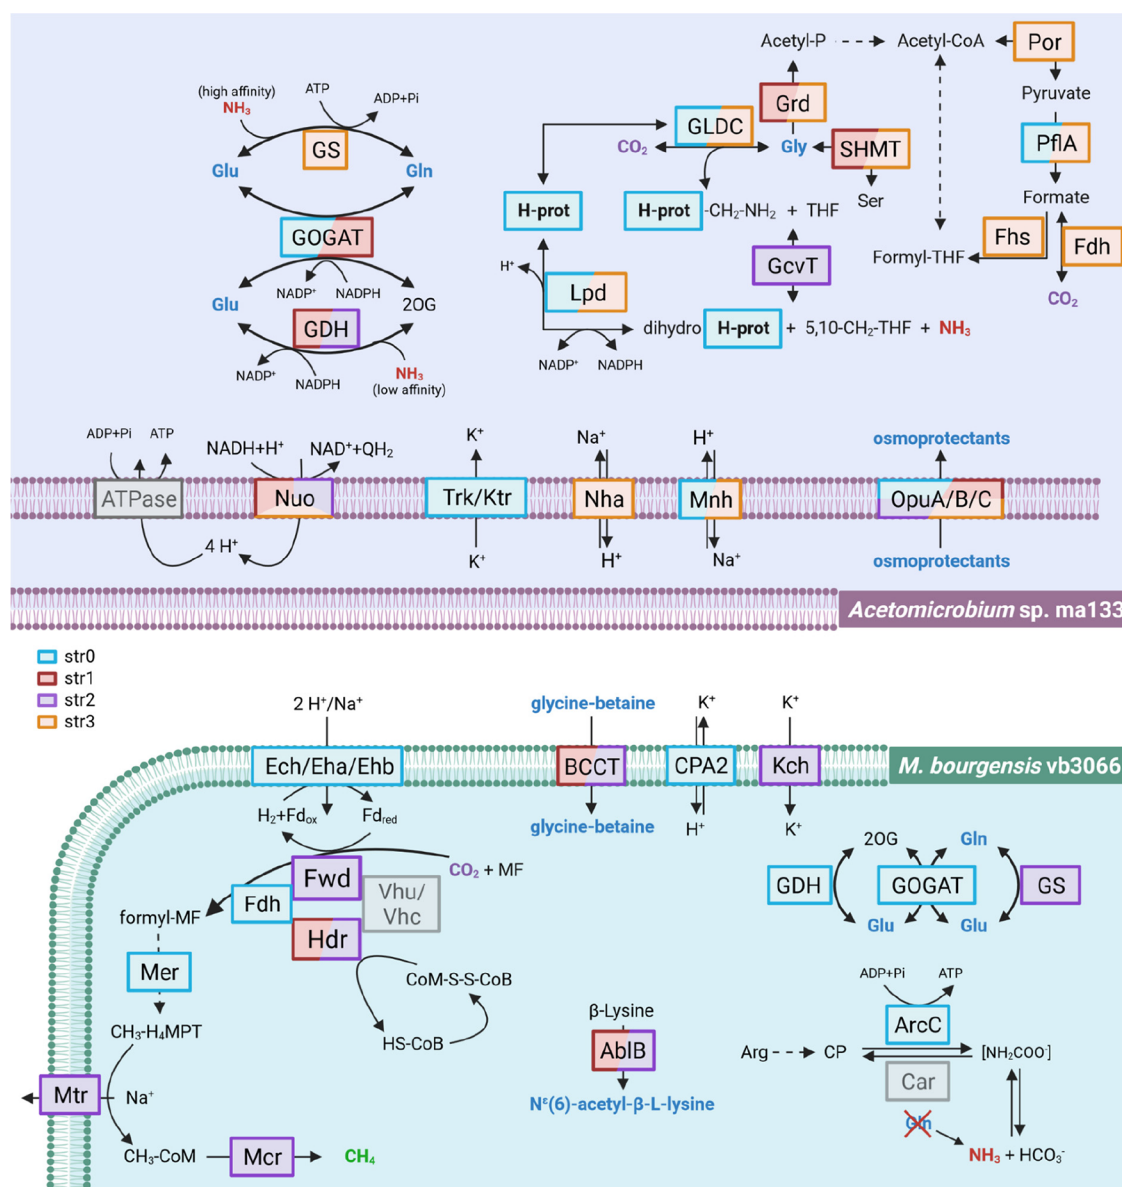 Acetyl-P
Acetyl-CoA
Por
(high affinity)
NH₃
ATP
ADP+Pi
GS
Glu
Gln
Grd
Pyruvate
GLDC
CO₂
Gly
SHMT
PflA
Ser
Formate
H-prot
H-prot -CH₂-NH₂ + THF
GOGAT
Fhs
Fdh
Formyl-THF
GcvT
CO₂
H⁺
Lpd
NADP⁺
NADPH
Glu
2OG
GDH
dihydro H-prot + 5,10-CH₂-THF + NH₃
NADP⁺
NADPH
NADP⁺
NADPH
NH₃
(low affinity)
ADP+Pi
ATP
NADH+H⁺
NAD⁺+QH₂
K⁺
Na⁺
H⁺
osmoprotectants
ATPase
Nuo
Trk/Ktr
Nha
Mnh
OpuA/B/C
4 H⁺
K⁺
H⁺
Na⁺
osmoprotectants
Acetomicrobium sp. ma133
str0
str1
str2
str3
2 H⁺/Na⁺
glycine-betaine
K⁺
K⁺
Ech/Eha/Ehb
BCCT
CPA2
Kch
M. bourgensis vb3066
H₂+Fdox
Fdred
glycine-betaine
H⁺
K⁺
2OG
Gln
CO₂ + MF
Fwd
Vhu/
Vhc
Fdh
GDH
GOGAT
GS
formyl-MF
Glu
Glu
Hdr
Mer
CoM-S-S-CoB
ADP+Pi
ATP
β-Lysine
ArcC
CH₃-H₄MPT
HS-CoB
AblB
Arg
CP
[NH₂COO⁻]
Car
Mtr
Na⁺
Nᵋ(6)-acetyl-β-L-lysine
Gln
CH₃-CoM
Mcr
CH₄
NH₃ + HCO₃⁻